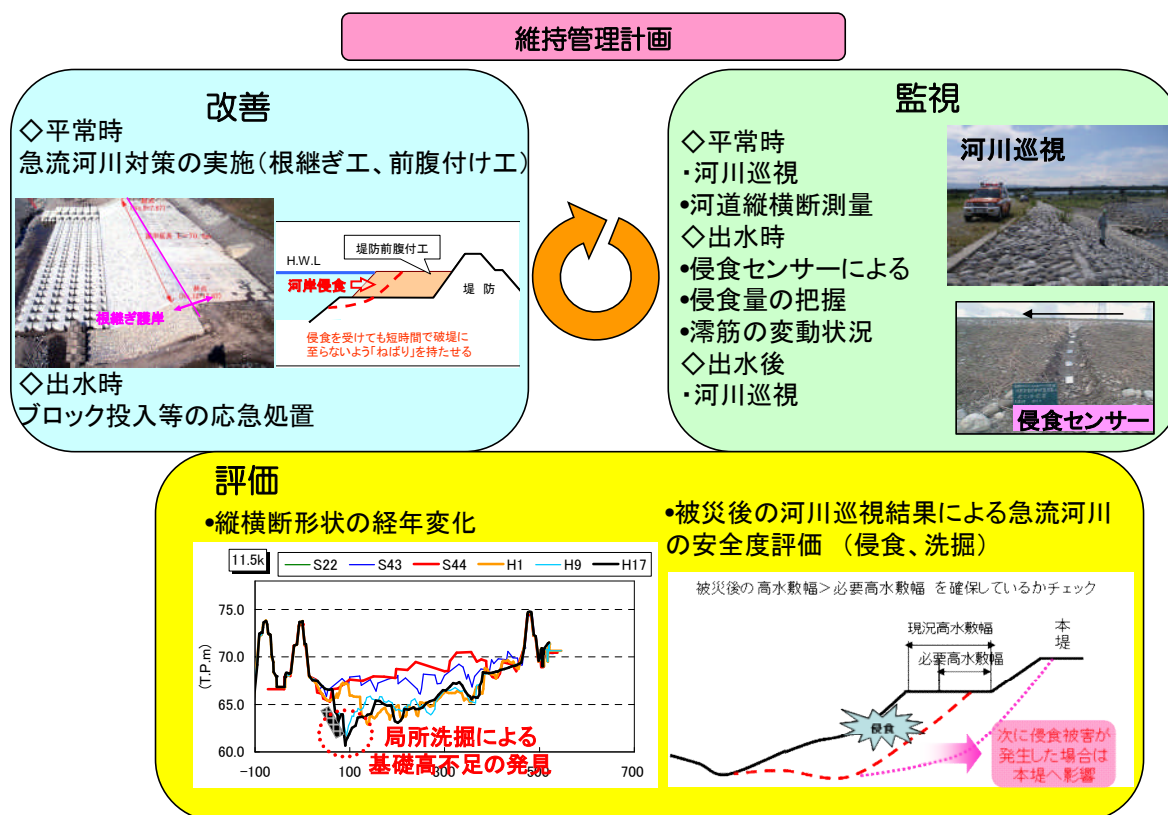 維持管理計画
改善
◇平常時
急流河川対策の実施(根継ぎ工、前腹付け工)
根継ぎ護岸
H.W.L
堤防前腹付工
河岸侵食
堤 防
侵食を受けても短時間で破堤に
至らないよう「ねばり」を持たせる
◇出水時
ブロック投入等の応急処置
監視
◇平常時
・河川巡視
•河道縦横断測量
◇出水時
•侵食センサーによる
•侵食量の把握
•澪筋の変動状況
◇出水後
・河川巡視
河川巡視
侵食センサー
評価
•縦横断形状の経年変化
11.5k
S22 S43 S44 H1 H9 H17
(T.P.m)
75.0
70.0
65.0
60.0
-100 100 300 500 700
局所洗掘による
基礎高不足の発見
•被災後の河川巡視結果による急流河川
の安全度評価 (侵食、洗掘)
被災後の高水敷幅>必要高水敷幅 を確保しているかチェック
現況高水敷幅
必要高水敷幅
本堤
侵食
次に侵食被害が
発生した場合は
本堤へ影響